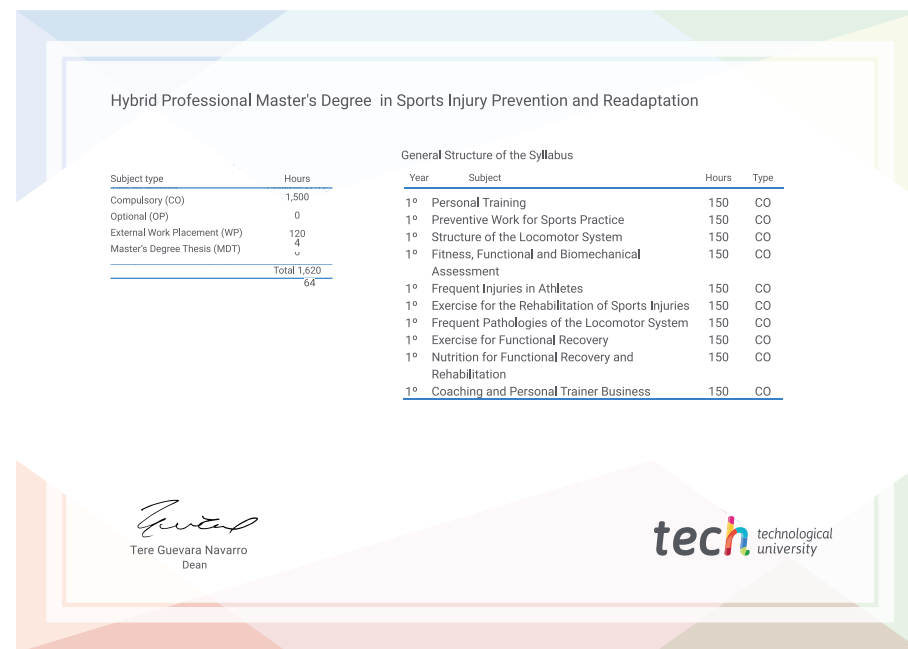 Hybrid Professional Master's Degree in Sports Injury Prevention and Readaptation
Subject type Hours
Compulsory (CO) 1,500
Optional (OP) 0
External Work Placement (WP) 120
4
Master's Degree Thesis (MDT)
Total 1,620
64
General Structure of the Syllabus
Year Subject Hours Type
1º Personal Training 150 CO
1º Preventive Work for Sports Practice 150 CO
1º Structure of the Locomotor System 150 CO
1º Fitness, Functional and Biomechanical 150 CO
Assessment
1º Frequent Injuries in Athletes 150 CO
1º Exercise for the Rehabilitation of Sports Injuries 150 CO
1º Frequent Pathologies of the Locomotor System 150 CO
1º Exercise for Functional Recovery 150 CO
1º Nutrition for Functional Recovery and 150 CO
Rehabilitation
1º Coaching and Personal Trainer Business 150 CO
Tere Guevara Navarro
Dean
tech technological
university